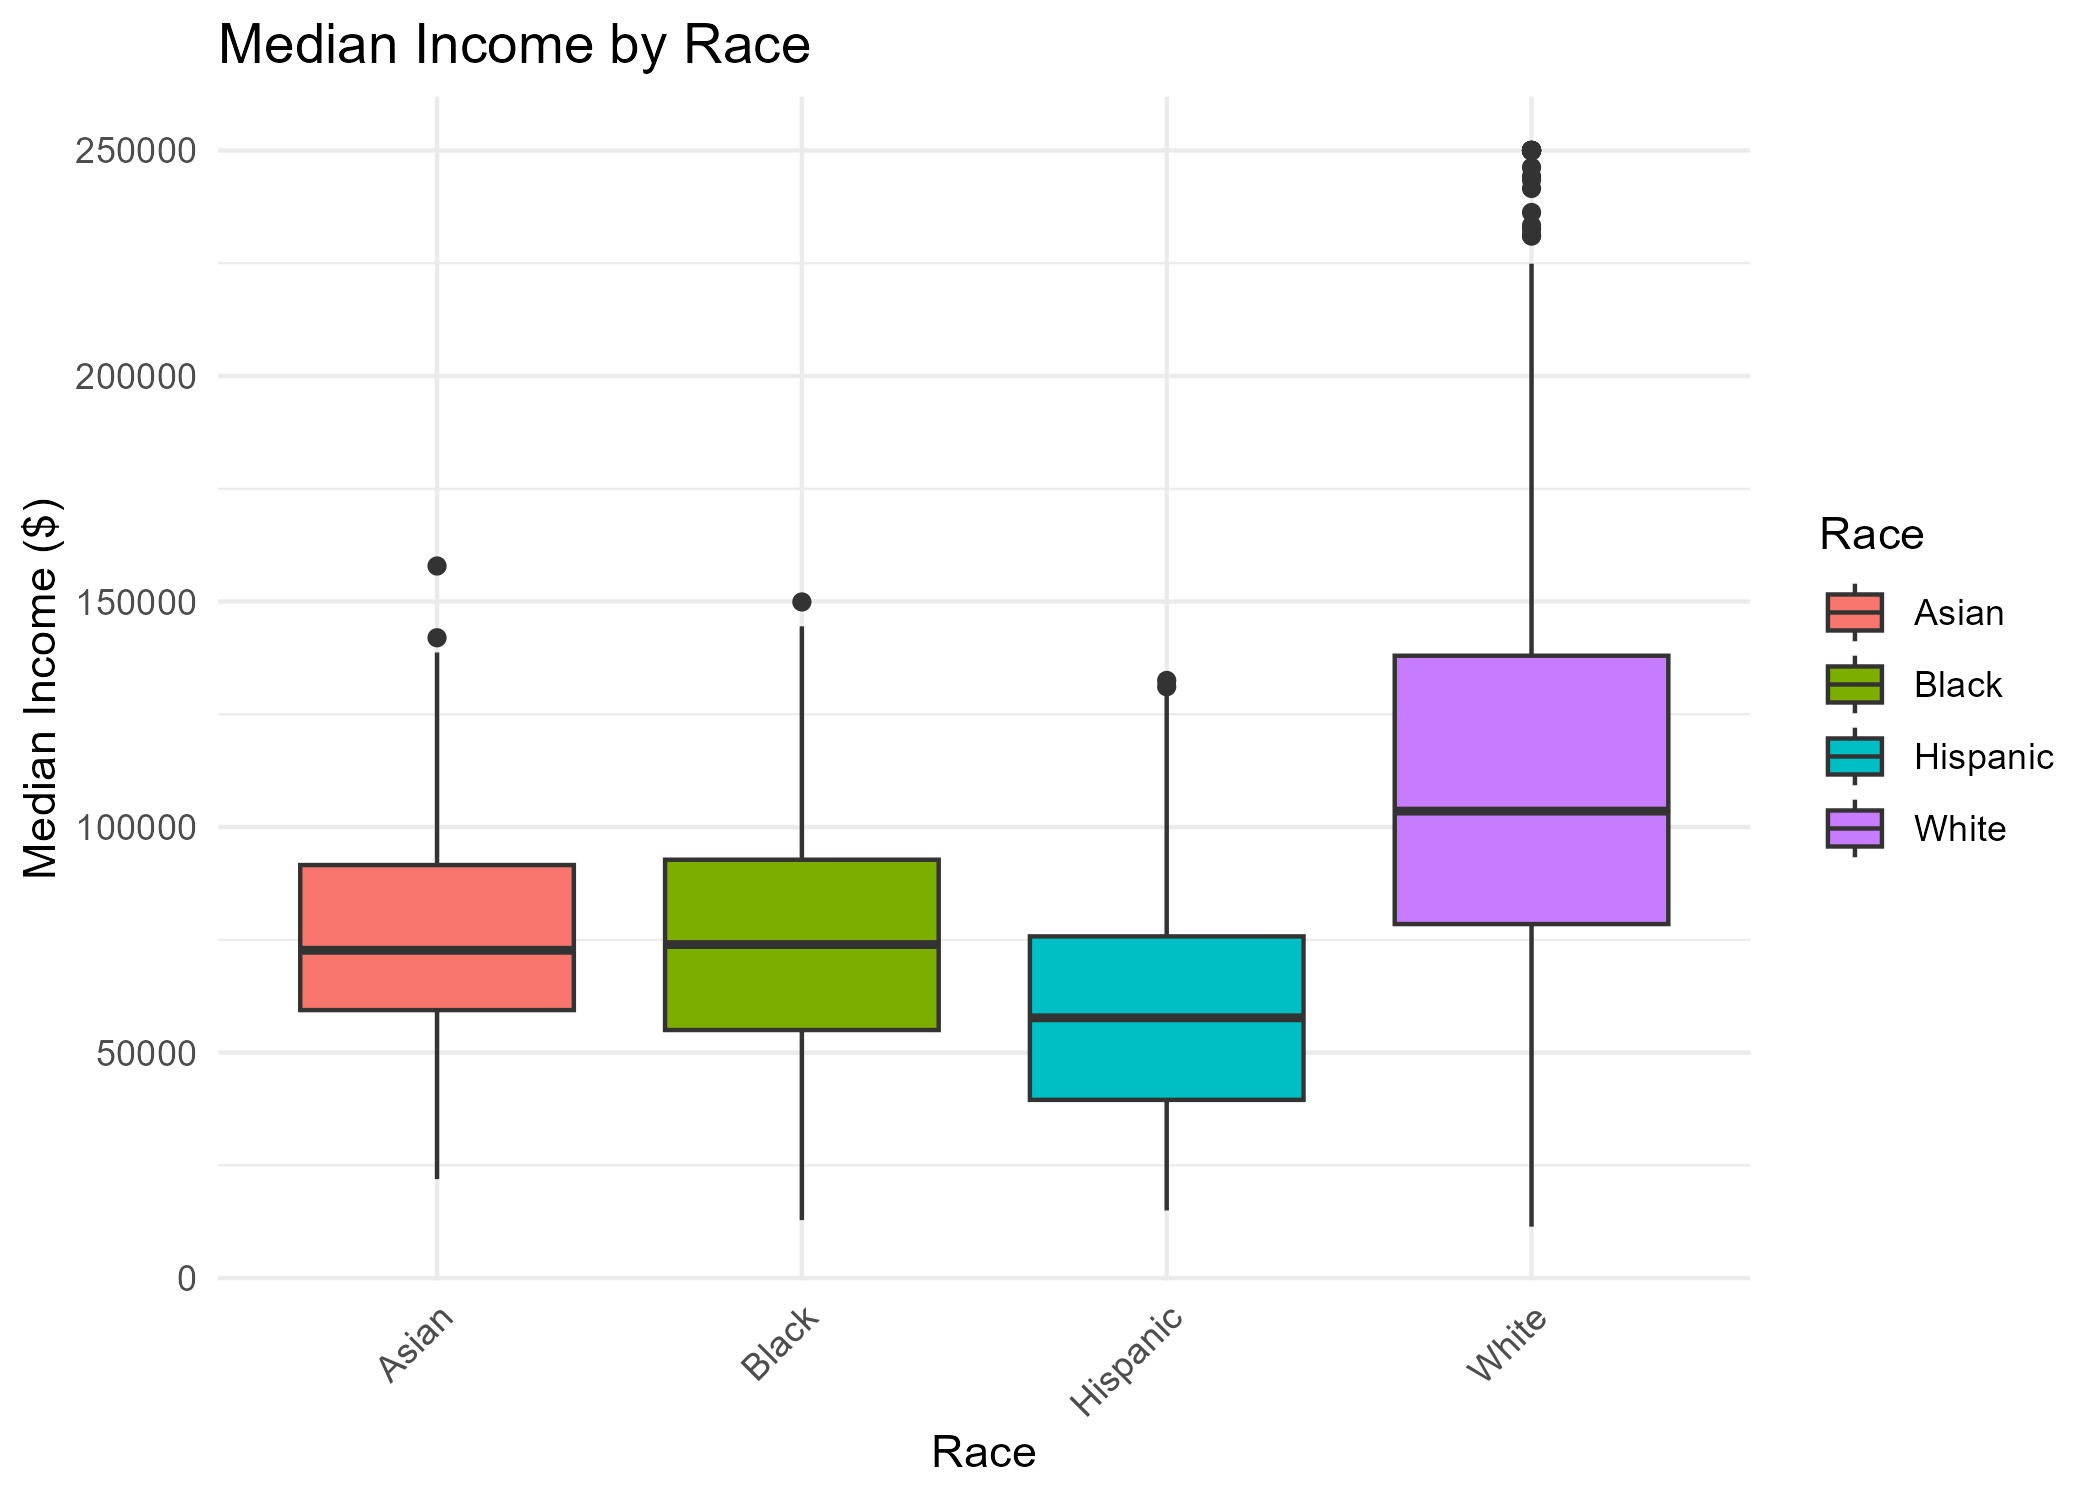 Median Income by Race
Median Income ($)
250000
200000
150000
100000
50000
0
Asian
Black
Hispanic
White
Race
Race
Asian
Black
Hispanic
White